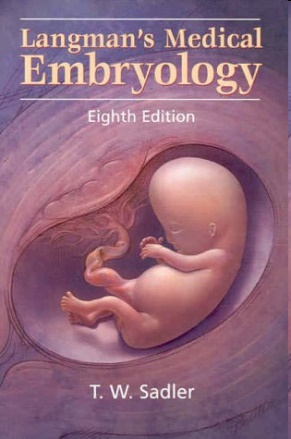 Langman's Medical
Embryology
Eighth Edition
T. W. Sadler